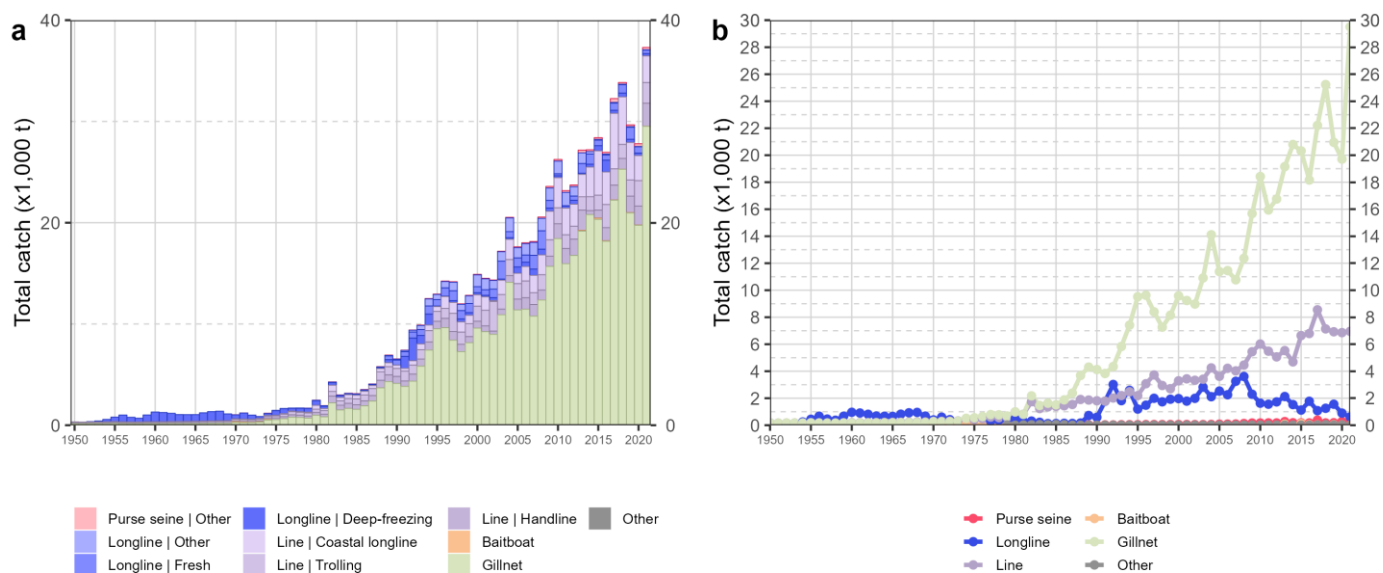 a
Total catch (x1,000 t)
40
20
0
40
20
0
1950 1955 1960 1965 1970 1975 1980 1985 1990 1995 2000 2005 2010 2015 2020
Purse seine | Other
Longline | Other
Longline | Fresh
Longline | Deep-freezing
Line | Coastal longline
Line | Trolling
Line | Handline
Baitboat
Gillnet
Other
b
Total catch (x1,000 t)
30
28
26
24
22
20
18
16
14
12
10
8
6
4
2
0
30
28
26
24
22
20
18
16
14
12
10
8
6
4
2
0
1950 1955 1960 1965 1970 1975 1980 1985 1990 1995 2000 2005 2010 2015 2020
Purse seine
Longline
Line
Baitboat
Gillnet
Other